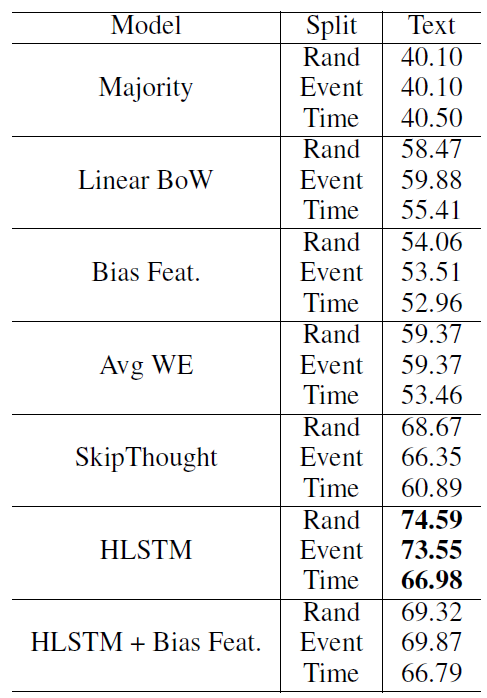 Model Split Text
Rand 40.10
Majority Event 40.10
Time 40.50
Rand 58.47
Linear BoW Event 59.88
Time 55.41
Rand 54.06
Bias Feat. Event 53.51
Time 52.96
Rand 59.37
Avg WE Event 59.37
Time 53.46
Rand 68.67
SkipThought Event 66.35
Time 60.89
Rand 74.59
HLSTM Event 73.55
Time 66.98
Rand 69.32
HLSTM + Bias Feat. Event 69.87
Time 66.79